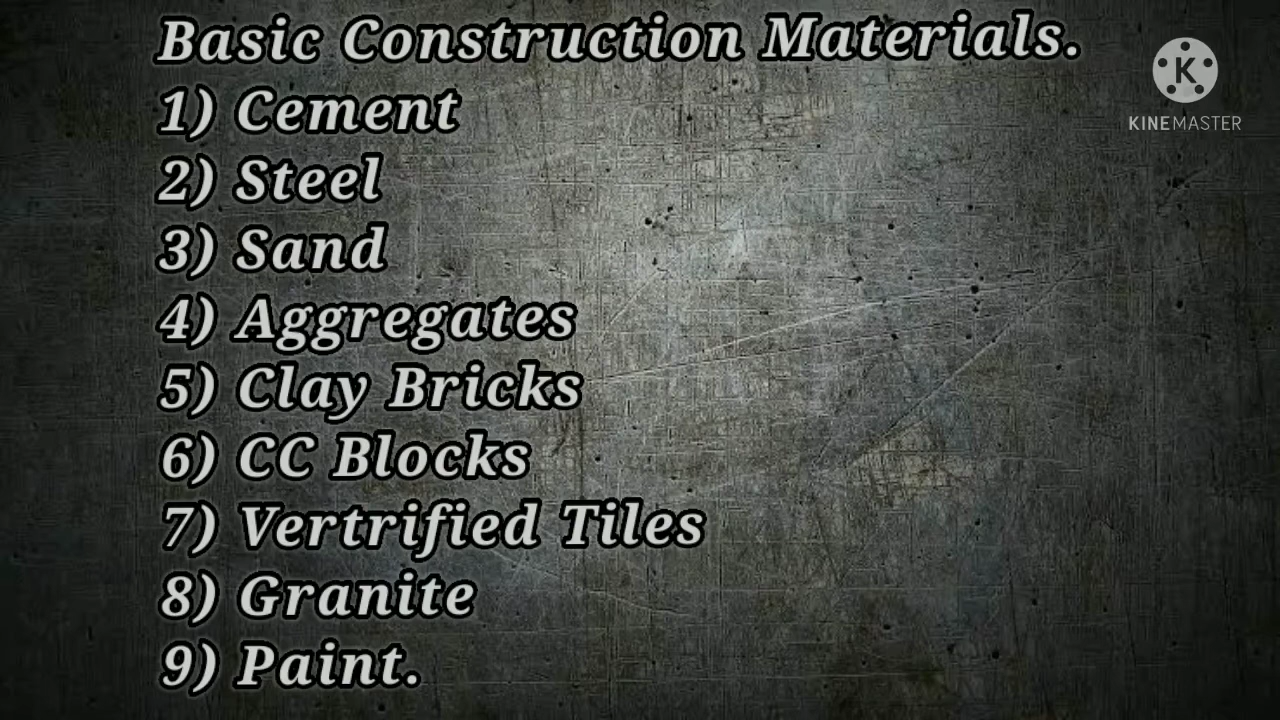 Basic Construction Materials.
1) Cement
2) Steel
3) Sand
4) Aggregates
5) Clay Bricks
6) CC Blocks
7) Vertrified Tiles
8) Granite
9) Paint.
K
KINEMASTER